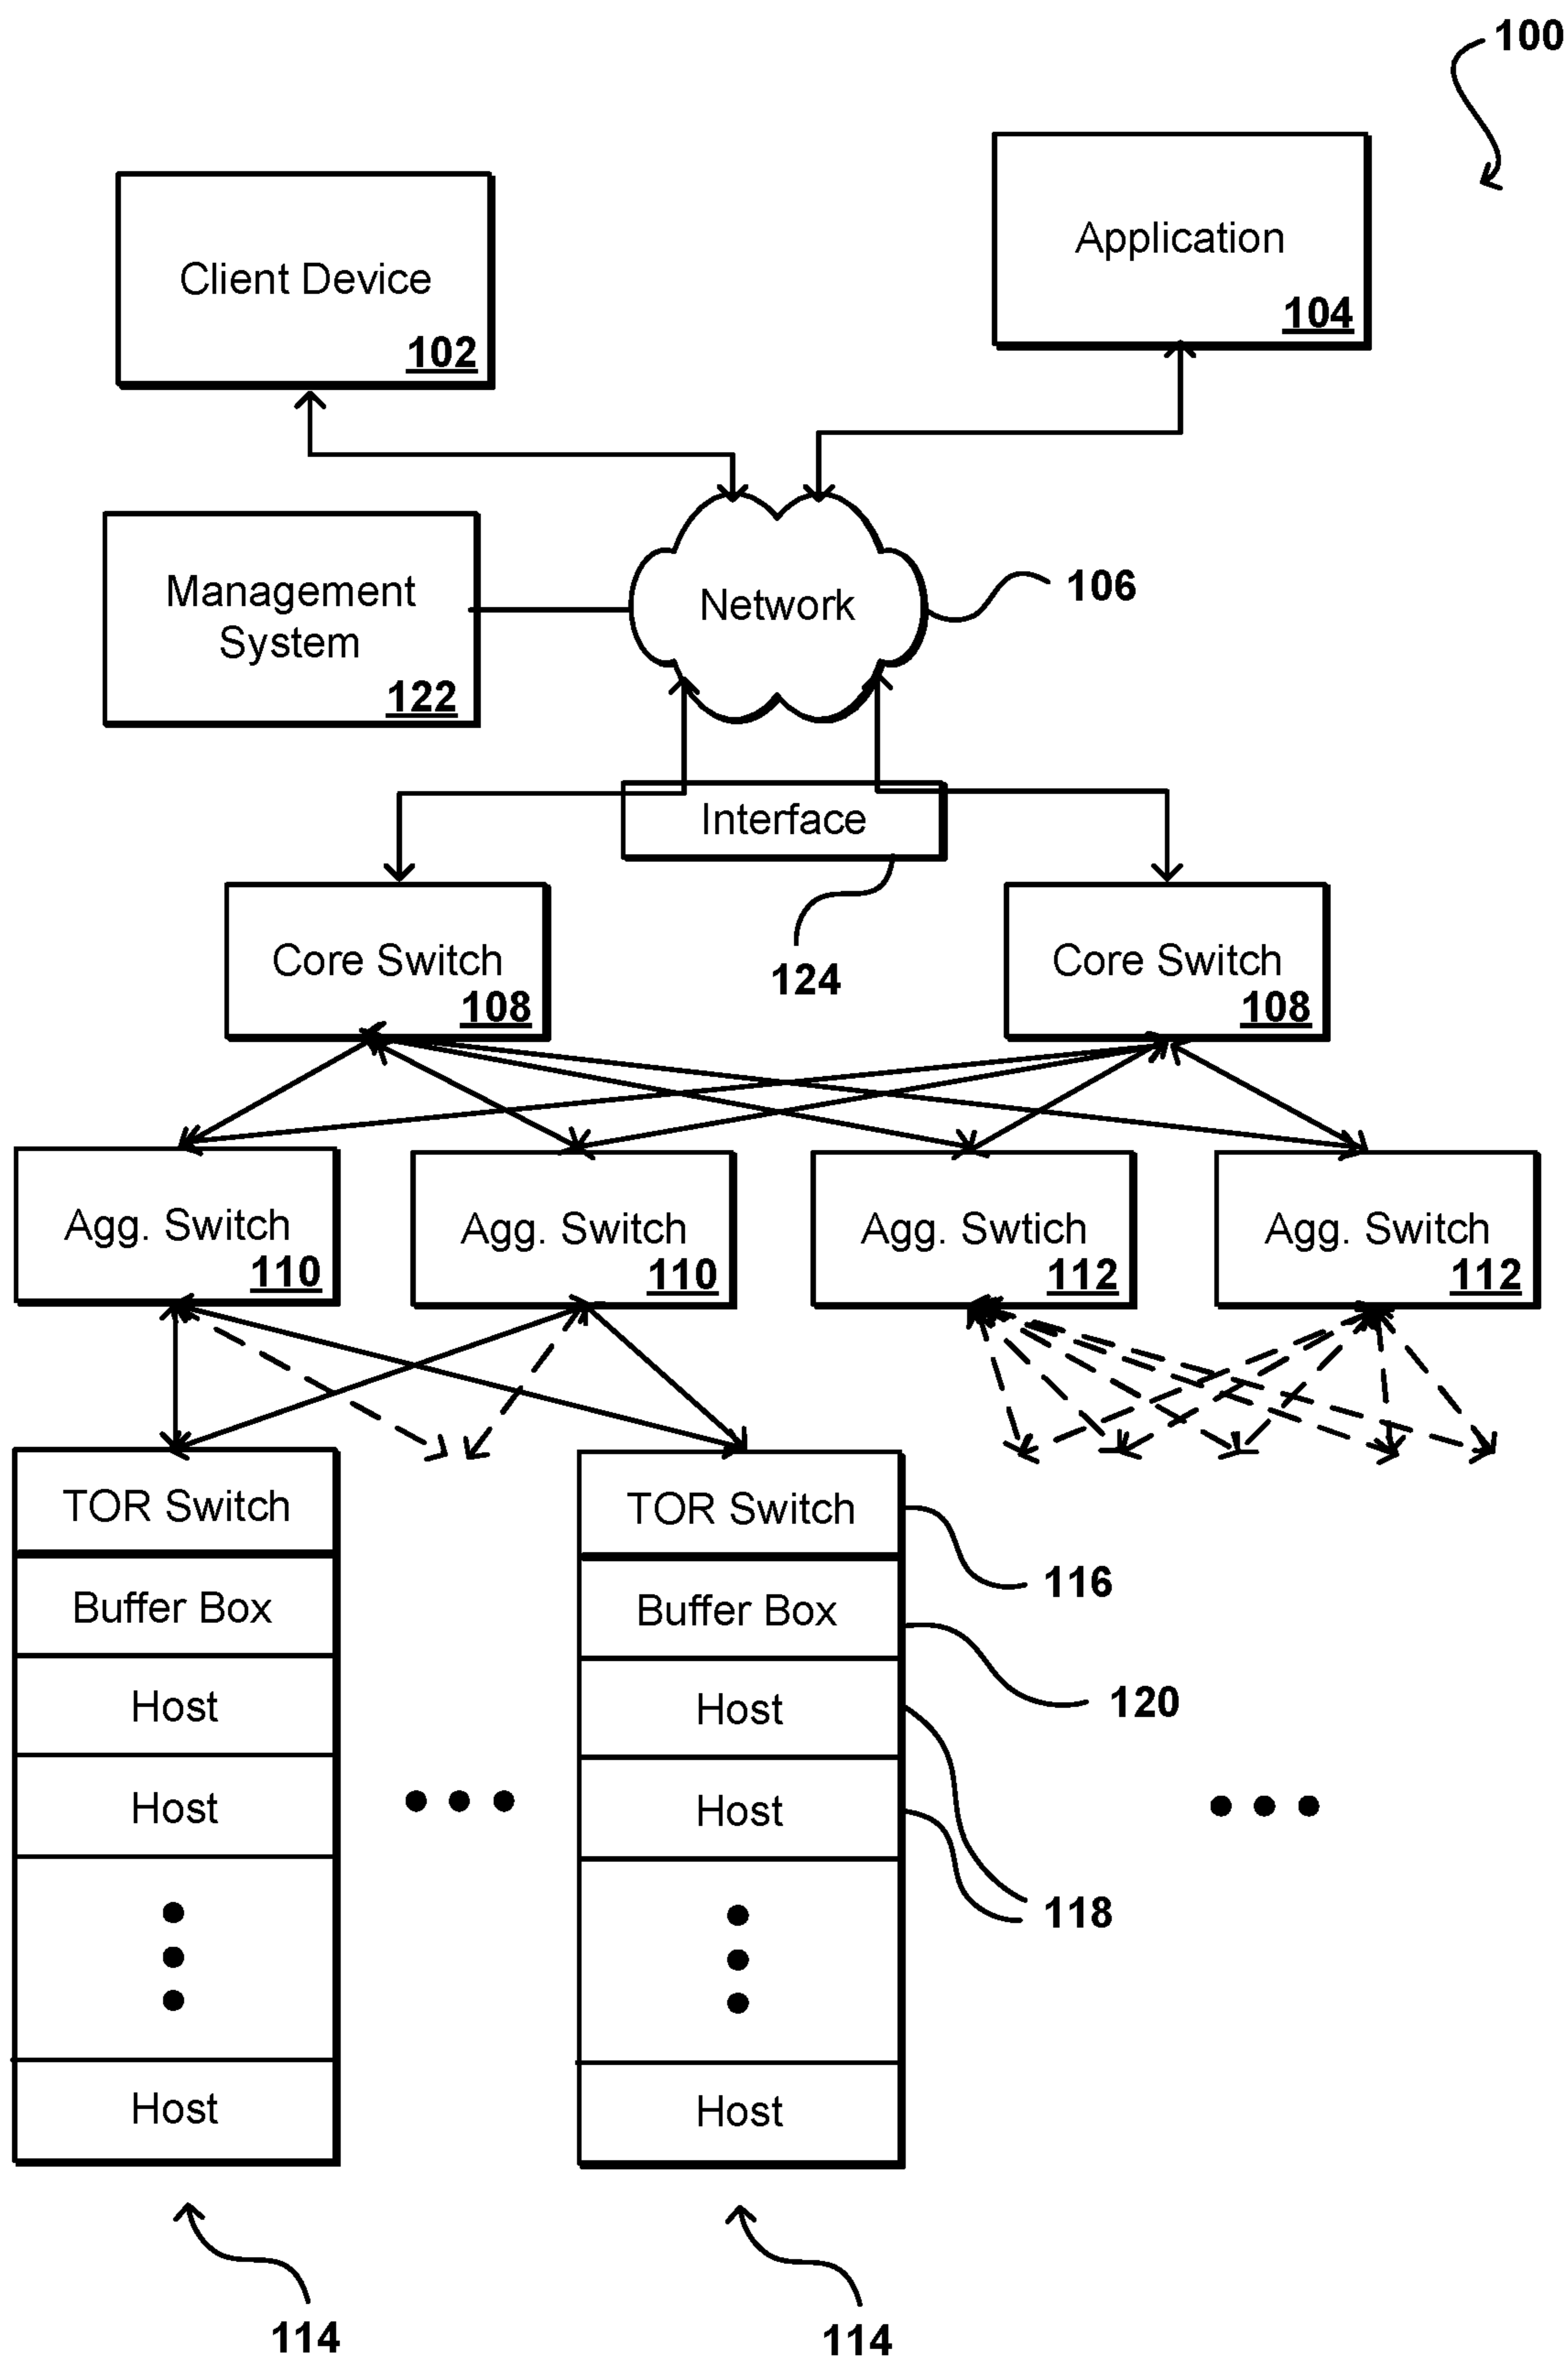 100
Application
104
Client Device
102
Management
System
122
Network
106
Interface
124
Core Switch
108
Core Switch
108
Agg. Switch
110
Agg. Switch
110
Agg. Swtich
112
Agg. Switch
112
TOR Switch
Buffer Box
Host
Host
Host
TOR Switch
Buffer Box
Host
Host
Host
116
120
118
114
114